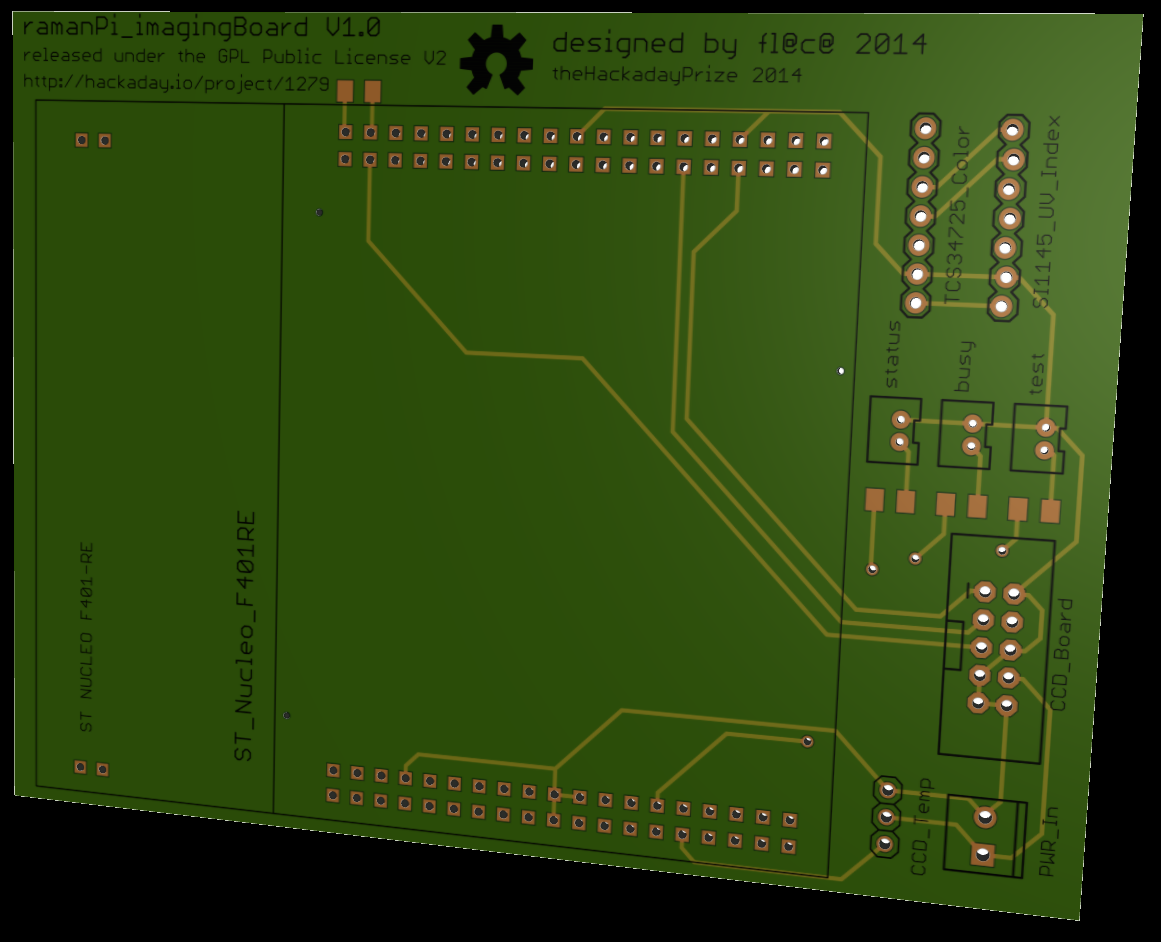 ramanPi_imagingBoard V1.0
released under the GPL Public License V2
http://hackaday.io/project/1279
designed by fl@c@ 2014
theHackadayPrize 2014
TCS34725_Color
SI1145_UV_Index
status
busy
test
ST NUCLEO F401-RE
ST_Nucleo_F401RE
CCD_Board
CCD_Temp
PWR_In